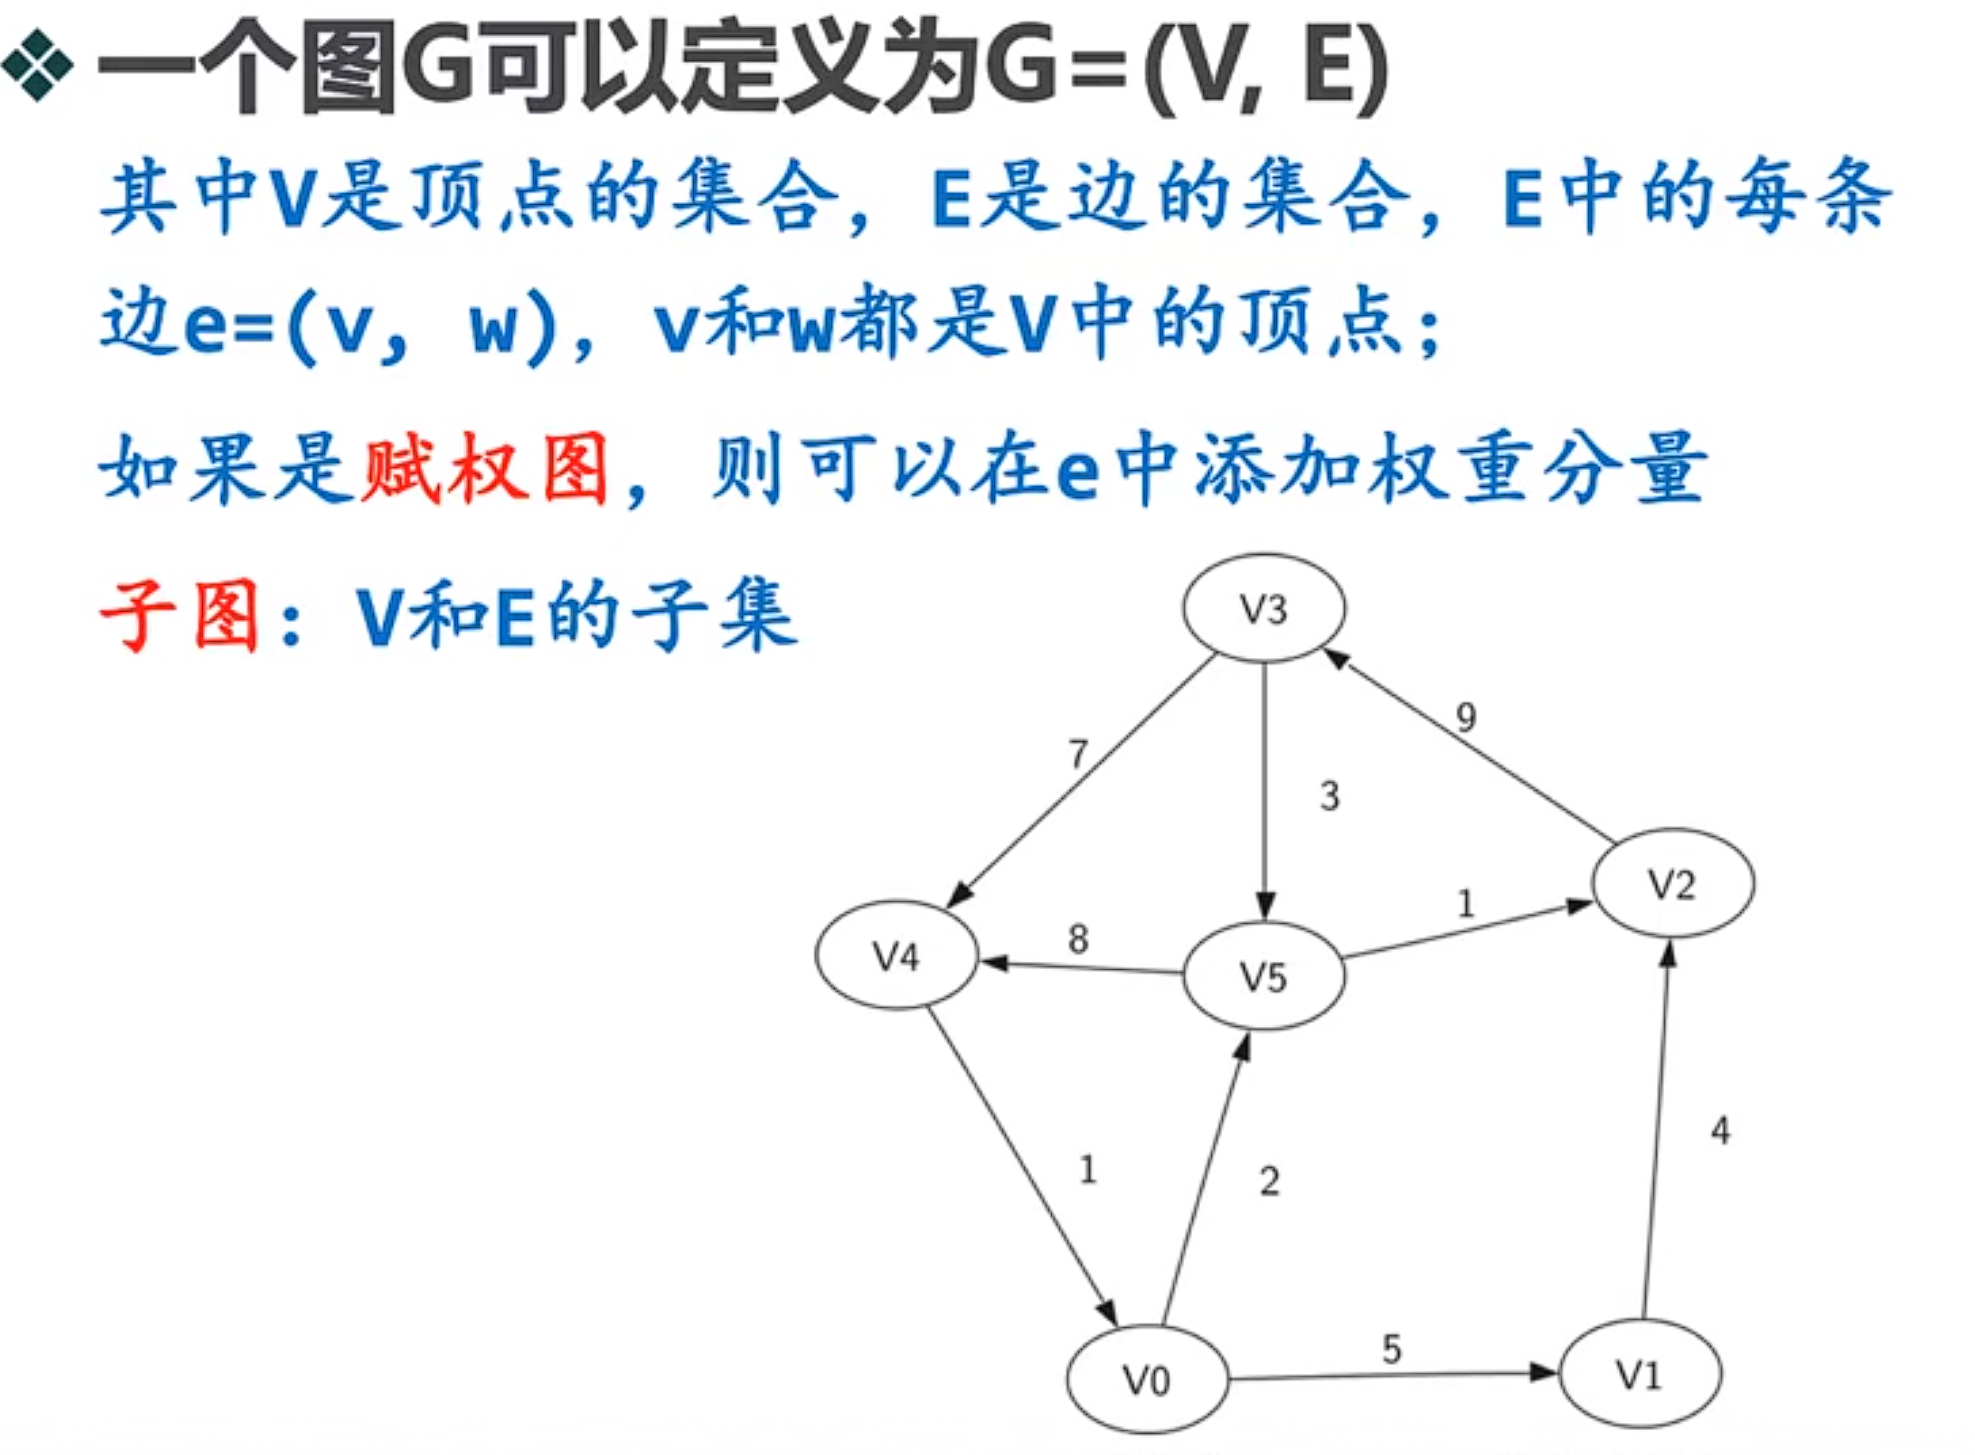 一个图G可以定义为G=(V, E)
其中V是顶点的集合，E是边的集合，E中的每条
边e=(v, w)，v和w都是V中的顶点；
如果是赋权图，则可以在e中添加权重分量
子图：V和E的子集
V3
9
7
3
V2
1
8
V4
V5
4
1
2
5
V0
V1